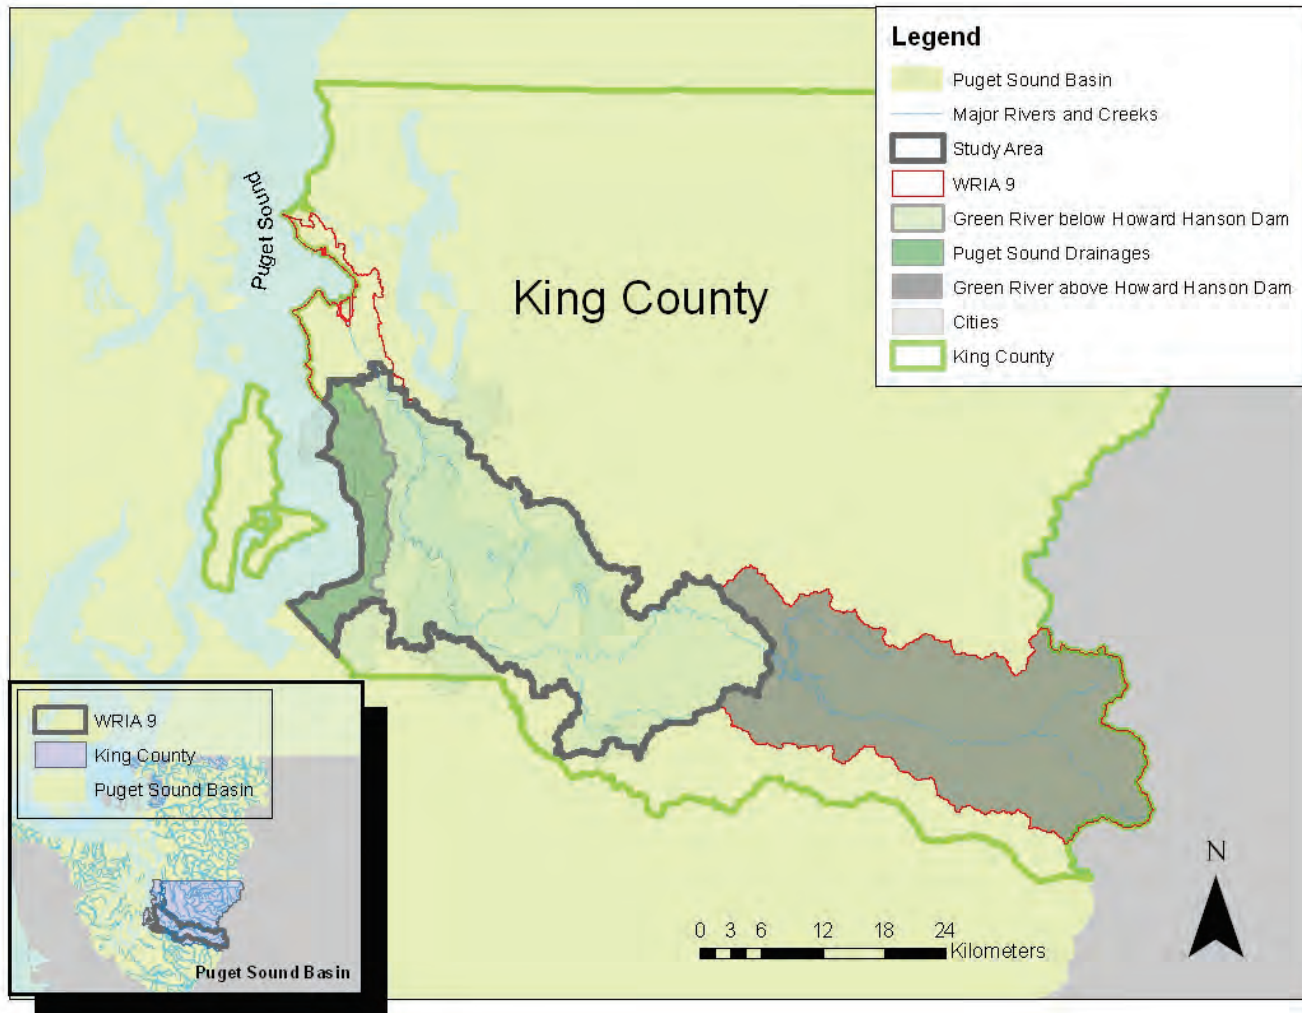 Legend
Puget Sound Basin
Major Rivers and Creeks
Study Area
WRIA 9
Green River below Howard Hanson Dam
Puget Sound Drainages
Green River above Howard Hanson Dam
Cities
King County
Puget Sound
King County
WRIA 9
King County
Puget Sound Basin
Puget Sound Basin
0 3 6 12 18 24
Kilometers
N